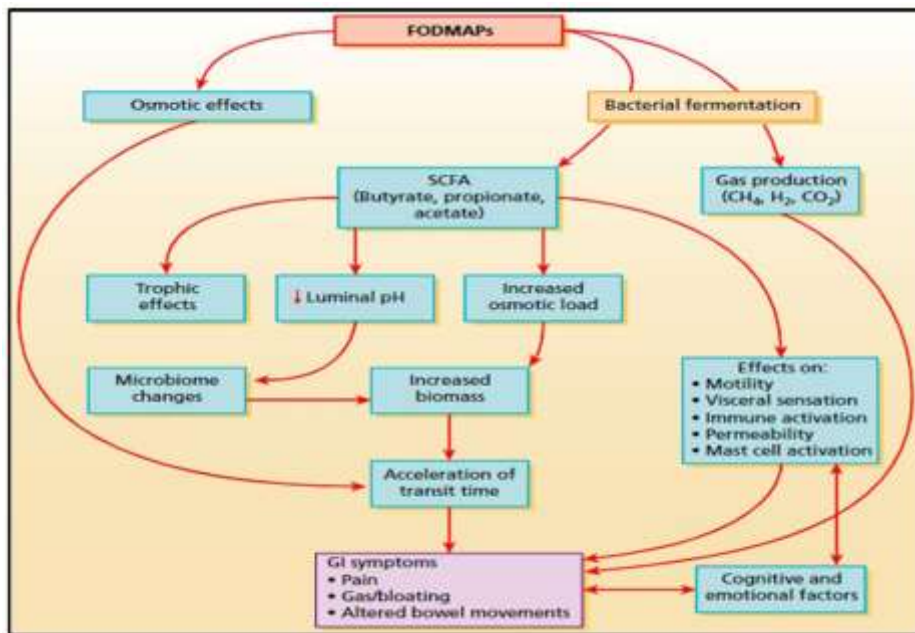 FODMAPs
Osmotic effects
Bacterial fermentation
SCFA
(Butyrate, propionate,
acetate)
Gas production
(CH₄, H₂, CO₂)
Trophic
effects
↓ Luminal pH
Increased
osmotic load
Microbiome
changes
Increased
biomass
Effects on:
• Motility
• Visceral sensation
• Immune activation
• Permeability
• Mast cell activation
Acceleration of
transit time
GI symptoms
• Pain
• Gas/bloating
• Altered bowel movements
Cognitive and
emotional factors